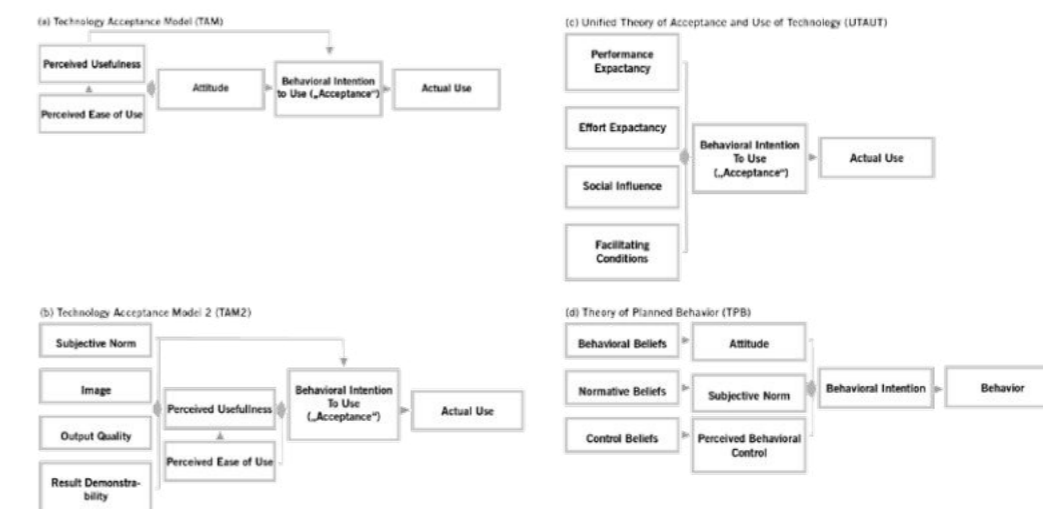 (a) Technology Acceptance Model (TAM)
Perceived Usefulness
Perceived Ease of Use
Attitude
Behavioral Intention
to Use („Acceptance“)
Actual Use
(b) Technology Acceptance Model 2 (TAM2)
Subjective Norm
Image
Output Quality
Result Demonstra-
bility
Perceived Usefullness
Perceived Ease of Use
Behavioral Intention
To Use
(„Acceptance“)
Actual Use
(c) Unified Theory of Acceptance and Use of Technology (UTAUT)
Performance
Expactancy
Effort Expactancy
Social Influence
Facilitating
Conditions
Behavioral Intention
To Use
(„Acceptance“)
Actual Use
(d) Theory of Planned Behavior (TPB)
Behavioral Beliefs
Normative Beliefs
Control Beliefs
Attitude
Subjective Norm
Perceived Behavioral
Control
Behavioral Intention
Behavior